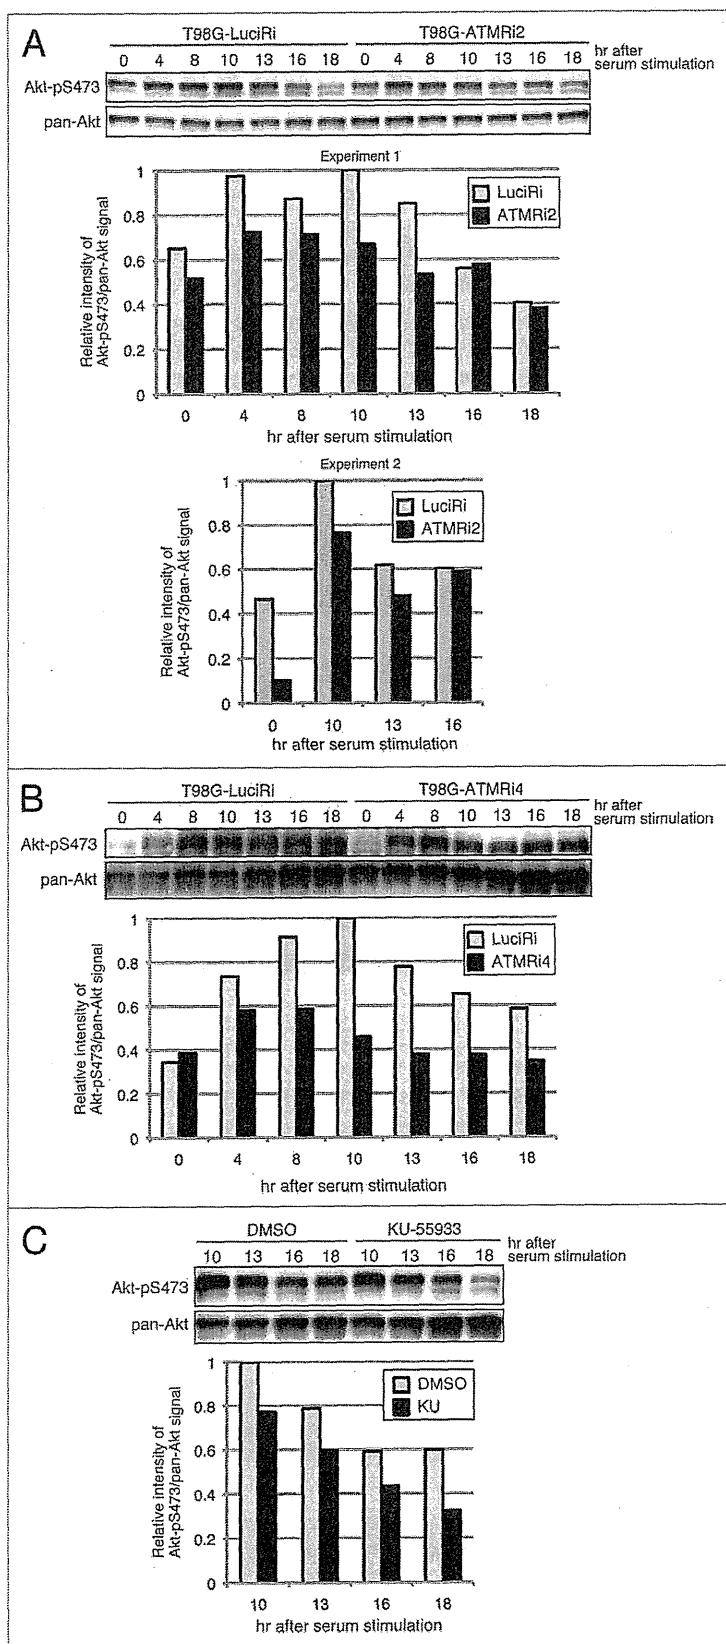 A
T98G-LuciRi T98G-ATMRi2
0 4 8 10 13 16 18 0 4 8 10 13 16 18 hr after serum stimulation
Akt-pS473
pan-Akt
Experiment 1
Relative intensity of Akt-pS473/pan-Akt signal
1
0.8
0.6
0.4
0.2
0
LuciRi
ATMRi2
0 4 8 10 13 16 18
hr after serum stimulation
Experiment 2
Relative intensity of Akt-pS473/pan-Akt signal
1
0.8
0.6
0.4
0.2
0
LuciRi
ATMRi2
0 10 13 16
hr after serum stimulation
B
T98G-LuciRi T98G-ATMRi4
0 4 8 10 13 16 18 0 4 8 10 13 16 18 hr after serum stimulation
Akt-pS473
pan-Akt
Relative intensity of Akt-pS473/pan-Akt signal
1
0.8
0.6
0.4
0.2
0
LuciRi
ATMRi4
0 4 8 10 13 16 18
hr after serum stimulation
C
DMSO KU-55933
10 13 16 18 10 13 16 18 hr after serum stimulation
Akt-pS473
pan-Akt
Relative intensity of Akt-pS473/pan-Akt signal
1
0.8
0.6
0.4
0.2
0
DMSO
KU
10 13 16 18
hr after serum stimulation